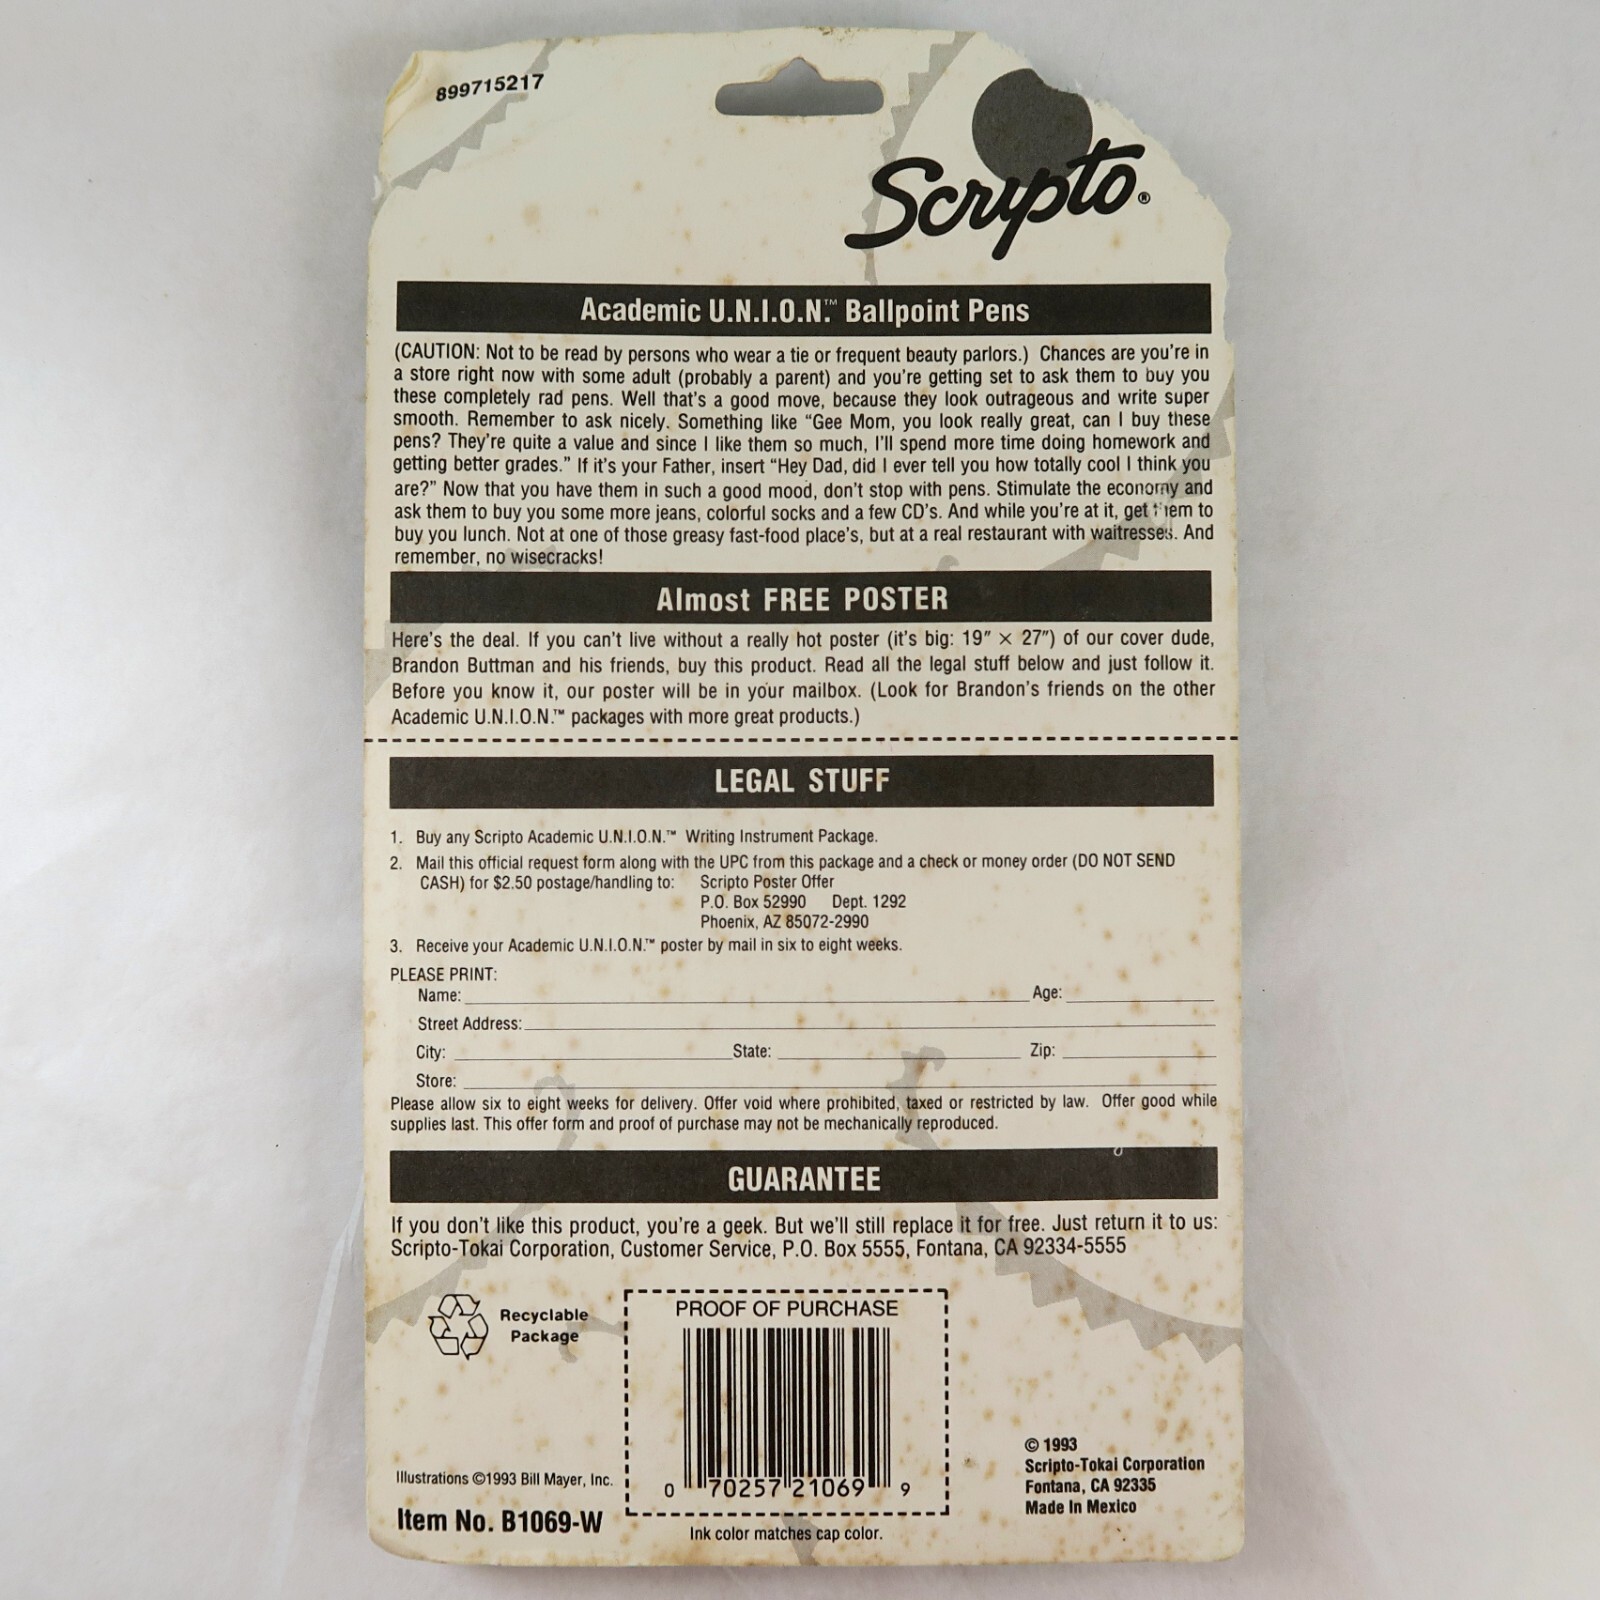 899715217
Scripto®
Academic U.N.I.O.N.™ Ballpoint Pens
(CAUTION: Not to be read by persons who wear a tie or frequent beauty parlors.) Chances are you're in
a store right now with some adult (probably a parent) and you're getting set to ask them to buy you
these completely rad pens. Well that's a good move, because they look outrageous and write super
smooth. Remember to ask nicely. Something like "Gee Mom, you look really great, can I buy these
pens? They're quite a value and since I like them so much, I'll spend more time doing homework and
getting better grades." If it's your Father, insert "Hey Dad, did I ever tell you how totally cool I think you
are?" Now that you have them in such a good mood, don't stop with pens. Stimulate the economy and
ask them to buy you some more jeans, colorful socks and a few CD's. And while you're at it, get them to
buy you lunch. Not at one of those greasy fast-food place's, but at a real restaurant with waitresses. And
remember, no wisecracks!
Almost FREE POSTER
Here's the deal. If you can't live without a really hot poster (it's big: 19" × 27") of our cover dude,
Brandon Buttman and his friends, buy this product. Read all the legal stuff below and just follow it.
Before you know it, our poster will be in your mailbox. (Look for Brandon's friends on the other
Academic U.N.I.O.N.™ packages with more great products.)
LEGAL STUFF
1. Buy any Scripto Academic U.N.I.O.N.™ Writing Instrument Package.
2. Mail this official request form along with the UPC from this package and a check or money order (DO NOT SEND
CASH) for $2.50 postage/handling to: Scripto Poster Offer
P.O. Box 52990 Dept. 1292
Phoenix, AZ 85072-2990
3. Receive your Academic U.N.I.O.N.™ poster by mail in six to eight weeks.
PLEASE PRINT:
Name: Age:
Street Address:
City: State: Zip:
Store:
Please allow six to eight weeks for delivery. Offer void where prohibited, taxed or restricted by law. Offer good while
supplies last. This offer form and proof of purchase may not be mechanically reproduced.
GUARANTEE
If you don't like this product, you're a geek. But we'll still replace it for free. Just return it to us:
Scripto-Tokai Corporation, Customer Service, P.O. Box 5555, Fontana, CA 92334-5555
Recyclable
Package
PROOF OF PURCHASE
0 70257 21069 9
Illustrations ©1993 Bill Mayer, Inc.
Item No. B1069-W
Ink color matches cap color.
© 1993
Scripto-Tokai Corporation
Fontana, CA 92335
Made In Mexico